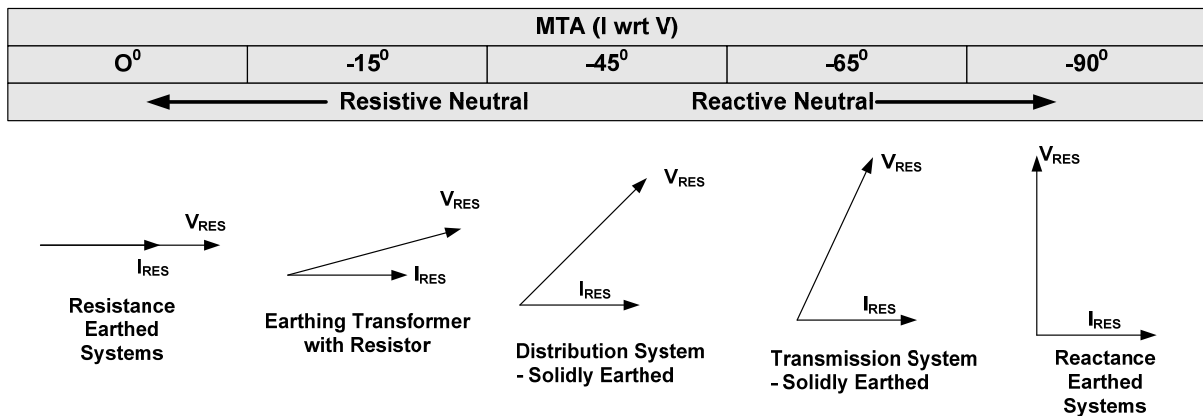 MTA (I wrt V)
O⁰ -15⁰ -45⁰ -65⁰ -90⁰
Resistive Neutral Reactive Neutral
V_RES
I_RES
Resistance
Earthed
Systems
V_RES
I_RES
Earthing Transformer
with Resistor
V_RES
I_RES
Distribution System
- Solidly Earthed
V_RES
I_RES
Transmission System
- Solidly Earthed
V_RES
I_RES
Reactance
Earthed
Systems